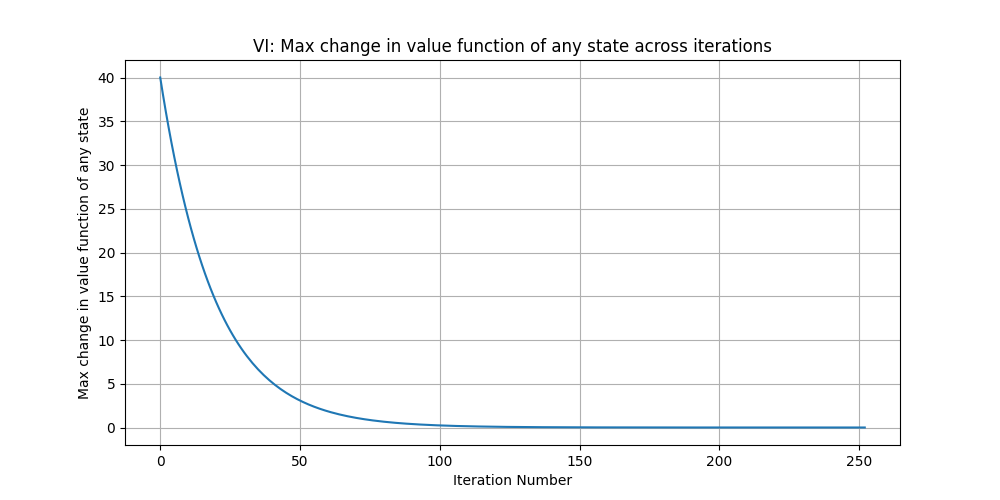 VI: Max change in value function of any state across iterations
Max change in value function of any state
40
35
30
25
20
15
10
5
0
0 50 100 150 200 250
Iteration Number